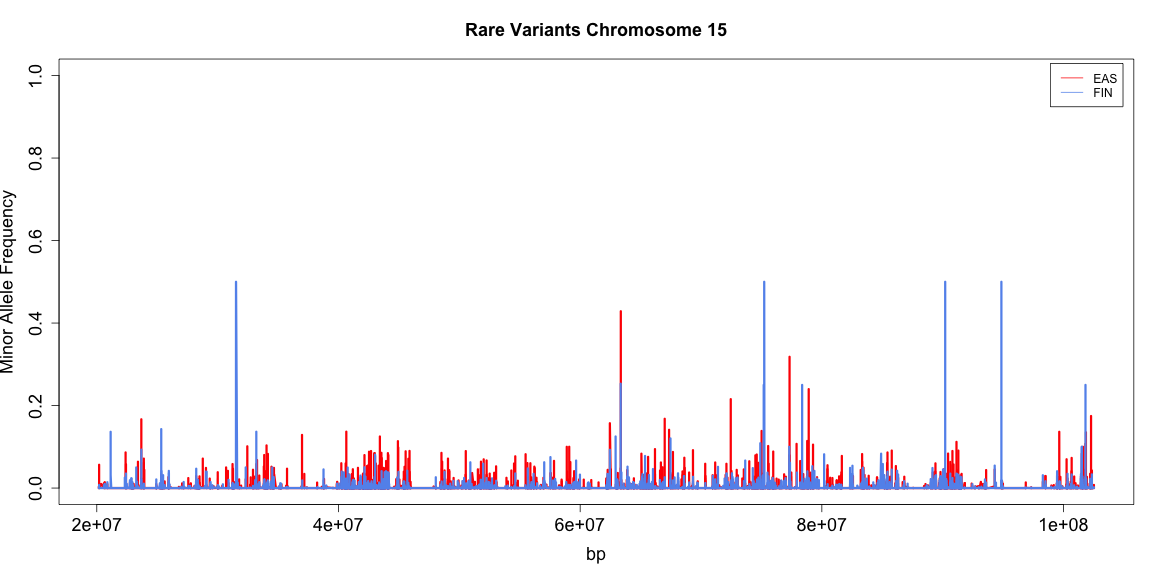 Rare Variants Chromosome 15
EAS
FIN
Minor Allele Frequency
1.0
0.8
0.6
0.4
0.2
0.0
2e+07 4e+07 6e+07 8e+07 1e+08
bp